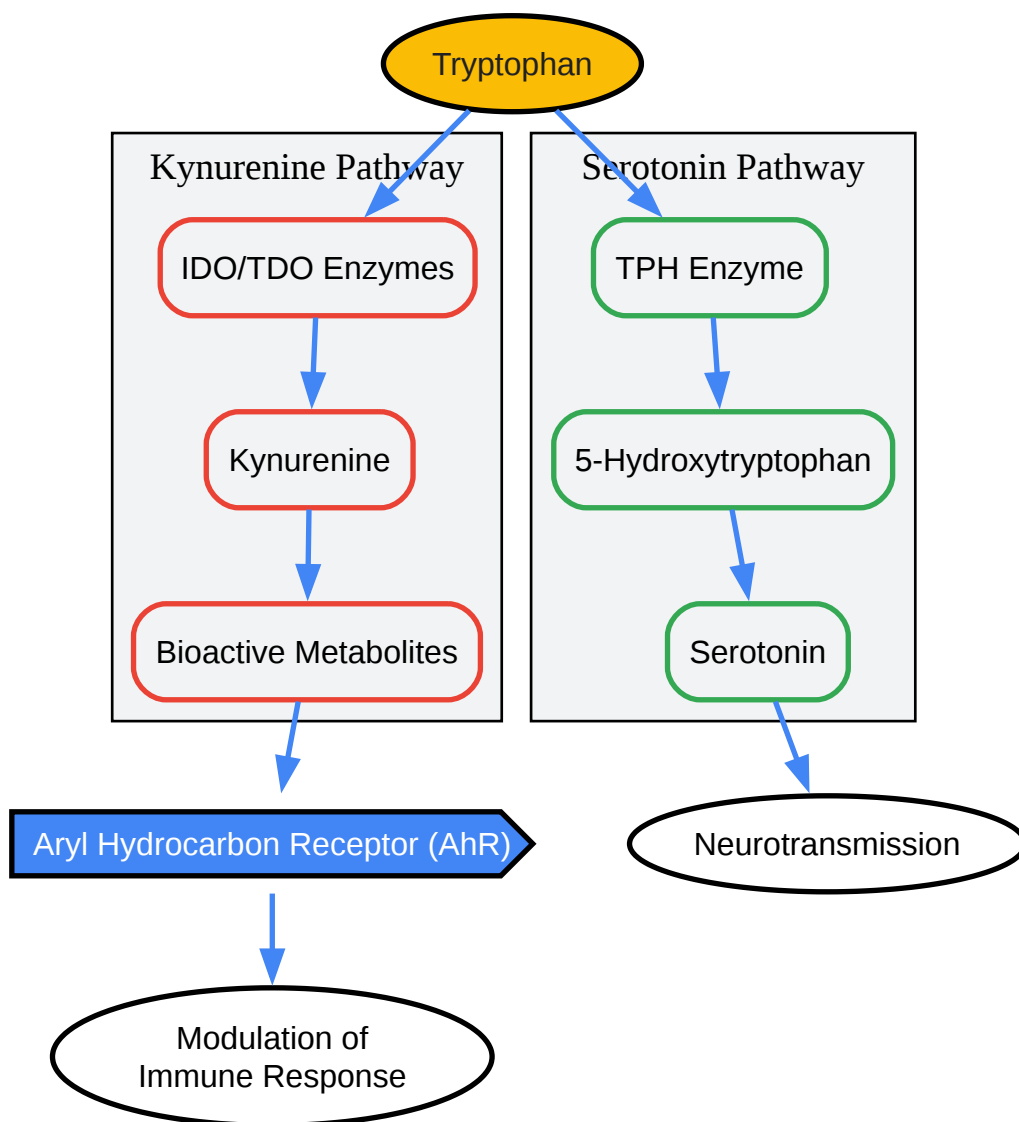 Tryptophan
Kynurenine Pathway
IDO/TDO Enzymes
Kynurenine
Bioactive Metabolites
Serotonin Pathway
TPH Enzyme
5-Hydroxytryptophan
Serotonin
Aryl Hydrocarbon Receptor (AhR)
Neurotransmission
Modulation of
Immune Response